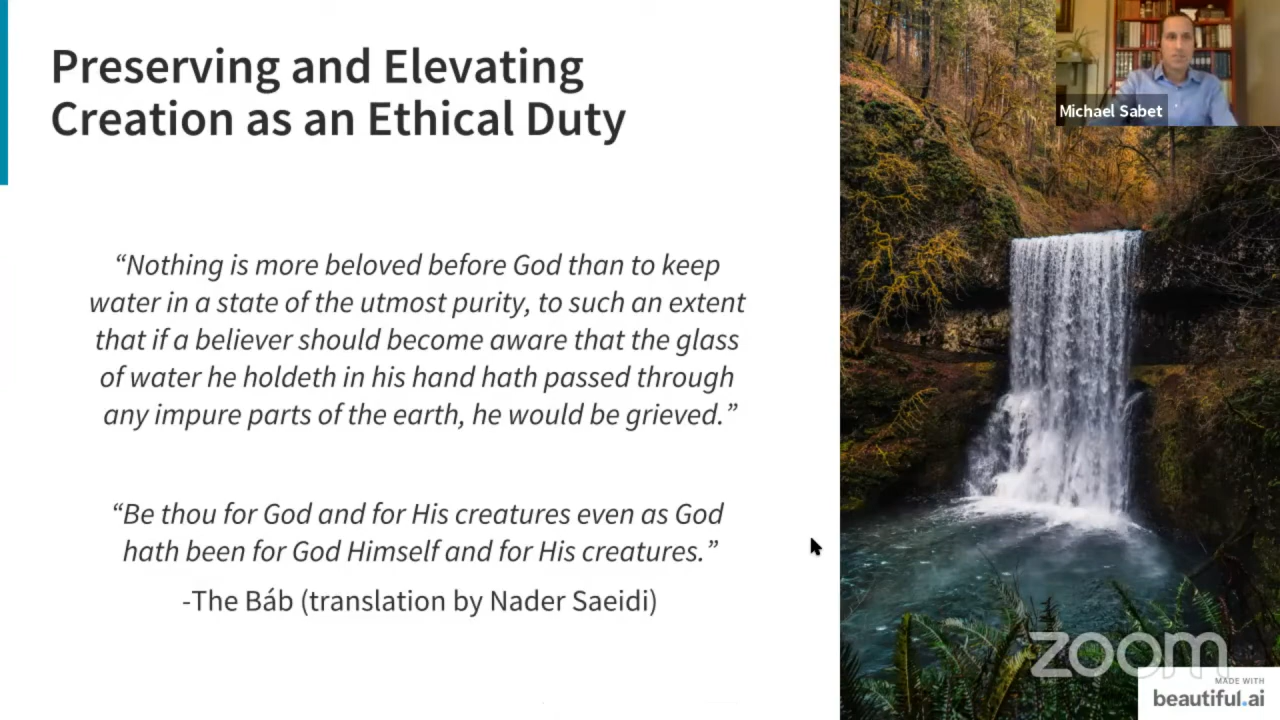 Preserving and Elevating
Creation as an Ethical Duty
“Nothing is more beloved before God than to keep
water in a state of the utmost purity, to such an extent
that if a believer should become aware that the glass
of water he holdeth in his hand hath passed through
any impure parts of the earth, he would be grieved.”
“Be thou for God and for His creatures even as God
hath been for God Himself and for His creatures.”
-The Báb (translation by Nader Saeidi)
Michael Sabet
zoom
MADE WITH
beautiful.ai